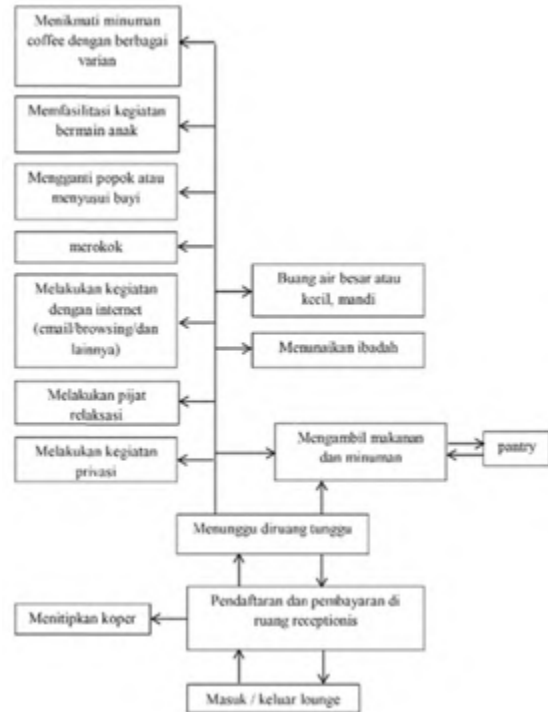 Menikmati minuman
coffee dengan berbagai
varian
Memfasilitasi kegiatan
bermain anak
Mengganti popok atau
menyusui bayi
merokok
Melakukan kegiatan
dengan internet
(email/browsing/dan
lainnya)
Melakukan pijat
relaksasi
Melakukan kegiatan
privasi
Buang air besar atau
kecil, mandi
Menunaikan ibadah
Mengambil makanan
dan minuman
pantry
Menunggu diruang tunggu
Pendaftaran dan pembayaran di
ruang receptionis
Menitipkan koper
Masuk / keluar lounge